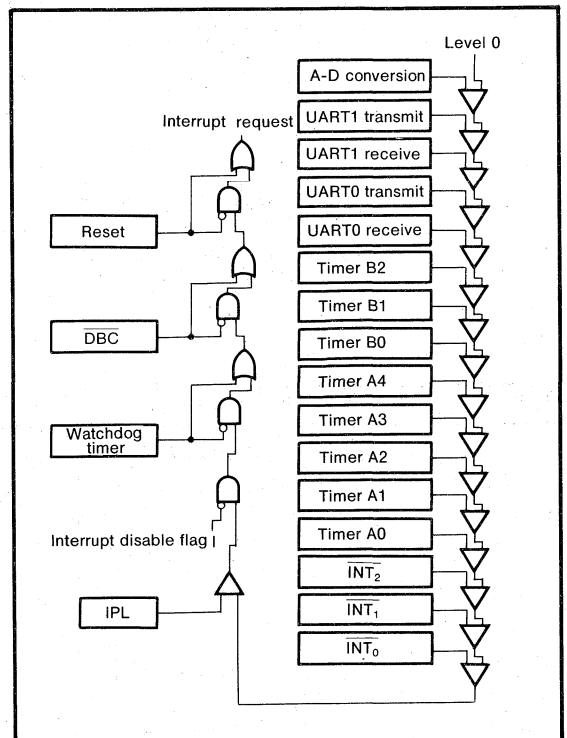 Level 0
A-D conversion
UART1 transmit
UART1 receive
UART0 transmit
UART0 receive
Timer B2
Timer B1
Timer B0
Timer A4
Timer A3
Timer A2
Timer A1
Timer A0
INT₂
INT₁
INT₀
Interrupt request
Reset
DBC
Watchdog
timer
Interrupt disable flag I
IPL